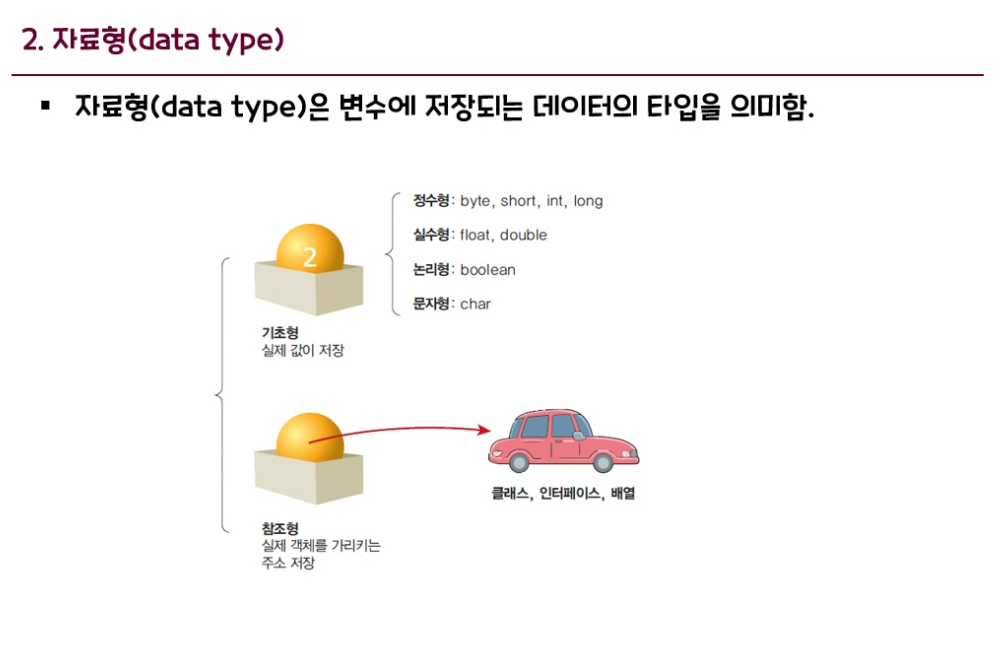 2. 자료형(data type)
▪ 자료형(data type)은 변수에 저장되는 데이터의 타입을 의미함.
정수형: byte, short, int, long
실수형: float, double
논리형: boolean
문자형: char
2
기초형
실제 값이 저장
클래스, 인터페이스, 배열
참조형
실제 객체를 가리키는
주소 저장